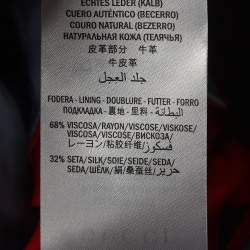 ECHTES LEDER (KALB)
CUERO AUTÉNTICO (BECERRO)
COURO NATURAL (BEZERRO)
НАТУРАЛЬНАЯ КОЖА (ТЕЛЯЧЬЯ)
皮革部分 牛革
牛皮革
جلد العجل
FODERA - LINING - DOUBLURE - FUTTER - FORRO
ПОДКЛАДКА - 裏地 - 里料 - البطانة
68% VISCOSA/RAYON/VISCOSE/VISKOSE/
VISCOSA/VISCOSE/ВИСКОЗА/
レーヨン/粘胶纤维/فسكوز
32% SETA/SILK/SOIE/SEIDE/SEDA/
SEDA/ШЁЛК/絹/桑蚕丝/حرير